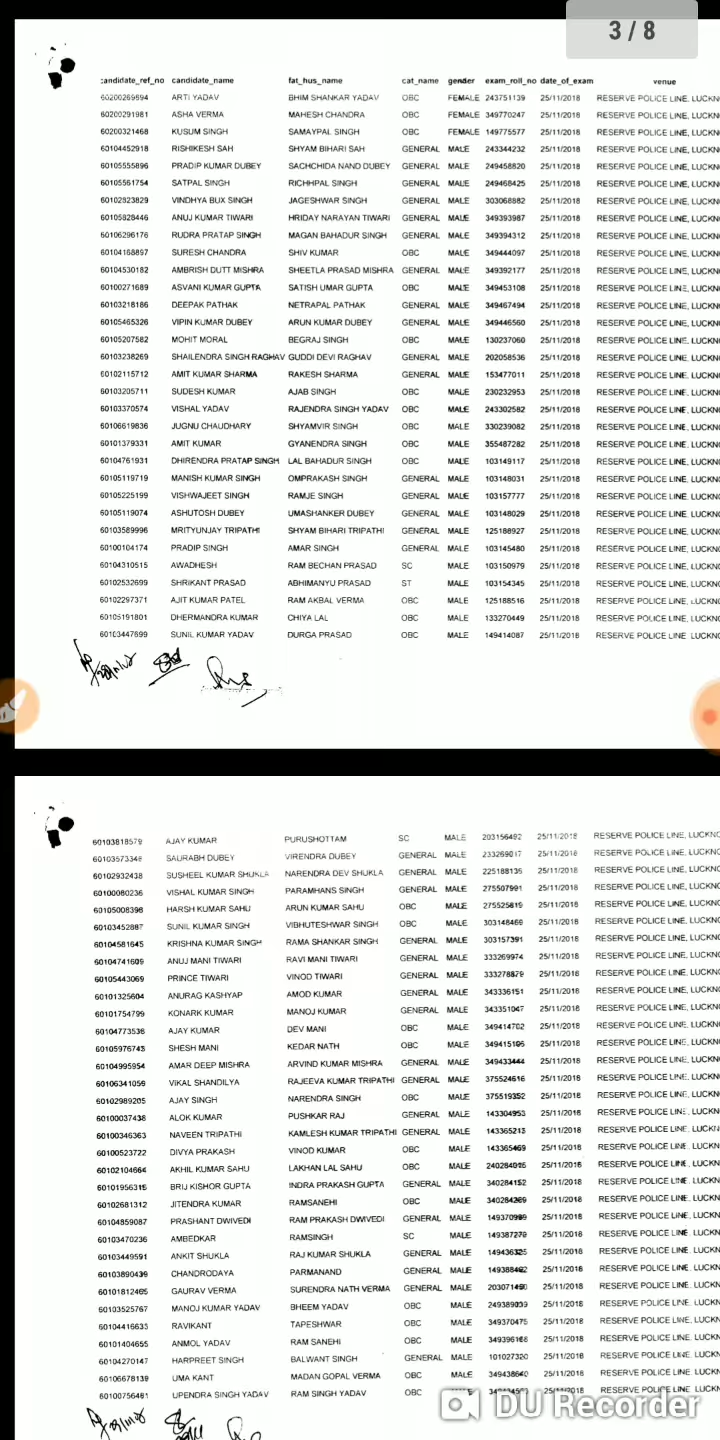 3 / 8
candidate_ref_no candidate_name fat_hus_name cat_name gender exam_roll_no date_of_exam venue
60200269694 ARTI YADAV BHIM SHANKAR YADAV OBC FEMALE 243751139 25/11/2018 RESERVE POLICE LINE, LUCKN
60200291981 ASHA VERMA MAHESH CHANDRA OBC FEMALE 349770247 25/11/2018 RESERVE POLICE LINE, LUCKN
60200321468 KUSUM SINGH SAMAYPAL SINGH OBC FEMALE 149775577 25/11/2018 RESERVE POLICE LINE, LUCKN
60104452918 RISHIKESH SAH SHYAM BIHARI SAH GENERAL MALE 243344232 25/11/2018 RESERVE POLICE LINE, LUCKN
60105555896 PRADIP KUMAR DUBEY SACHCHIDA NAND DUBEY GENERAL MALE 249458820 25/11/2018 RESERVE POLICE LINE, LUCKN
60105561754 SATPAL SINGH RICHHPAL SINGH GENERAL MALE 249468425 25/11/2018 RESERVE POLICE LINE, LUCKN
60102823829 VINDHYA BUX SINGH JAGESHWAR SINGH GENERAL MALE 303068882 25/11/2018 RESERVE POLICE LINE, LUCKN
60105828446 ANUJ KUMAR TIWARI HRIDAY NARAYAN TIWARI GENERAL MALE 349393987 25/11/2018 RESERVE POLICE LINE, LUCKN
60106296176 RUDRA PRATAP SINGH MAGAN BAHADUR SINGH GENERAL MALE 349394312 25/11/2018 RESERVE POLICE LINE, LUCKN
60104168897 SURESH CHANDRA SHIV KUMAR OBC MALE 349444097 25/11/2018 RESERVE POLICE LINE, LUCKN
60104530182 AMBRISH DUTT MISHRA SHEETLA PRASAD MISHRA GENERAL MALE 349392177 25/11/2018 RESERVE POLICE LINE, LUCKN
60100271689 ASVANI KUMAR GUPTA SATISH UMAR GUPTA OBC MALE 349453108 25/11/2018 RESERVE POLICE LINE, LUCKN
60103218186 DEEPAK PATHAK NETRAPAL PATHAK GENERAL MALE 349467494 25/11/2018 RESERVE POLICE LINE, LUCKN
60105465326 VIPIN KUMAR DUBEY ARUN KUMAR DUBEY GENERAL MALE 349446560 25/11/2018 RESERVE POLICE LINE, LUCKN
60105207582 MOHIT MORAL BEGRAJ SINGH OBC MALE 130237060 25/11/2018 RESERVE POLICE LINE, LUCKN
60103238269 SHAILENDRA SINGH RAGHAV GUDDI DEVI RAGHAV GENERAL MALE 202058536 25/11/2018 RESERVE POLICE LINE, LUCKN
60102115712 AMIT KUMAR SHARMA RAKESH SHARMA GENERAL MALE 153477011 25/11/2018 RESERVE POLICE LINE, LUCKN
60103205711 SUDESH KUMAR AJAB SINGH OBC MALE 230232953 25/11/2018 RESERVE POLICE LINE, LUCKN
60103370574 VISHAL YADAV RAJENDRA SINGH YADAV OBC MALE 243302582 25/11/2018 RESERVE POLICE LINE, LUCKN
60106619836 JUGNU CHAUDHARY SHYAMVIR SINGH OBC MALE 330239082 25/11/2018 RESERVE POLICE LINE, LUCKN
60101379331 AMIT KUMAR GYANENDRA SINGH OBC MALE 355487282 25/11/2018 RESERVE POLICE LINE, LUCKN
60104761931 DHIRENDRA PRATAP SINGH LAL BAHADUR SINGH OBC MALE 103149117 25/11/2018 RESERVE POLICE LINE, LUCKN
60105119719 MANISH KUMAR SINGH OMPRAKASH SINGH GENERAL MALE 103148031 25/11/2018 RESERVE POLICE LINE, LUCKN
60105225199 VISHWAJEET SINGH RAMJE SINGH GENERAL MALE 103157777 25/11/2018 RESERVE POLICE LINE, LUCKN
60105119074 ASHUTOSH DUBEY UMASHANKER DUBEY GENERAL MALE 103148029 25/11/2018 RESERVE POLICE LINE, LUCKN
60103589996 MRITYUNJAY TRIPATHI SHYAM BIHARI TRIPATHI GENERAL MALE 125188927 25/11/2018 RESERVE POLICE LINE, LUCKN
60100104174 PRADIP SINGH AMAR SINGH GENERAL MALE 103145480 25/11/2018 RESERVE POLICE LINE, LUCKN
60104310515 AWADHESH RAM BECHAN PRASAD SC MALE 103150979 25/11/2018 RESERVE POLICE LINE, LUCKN
60102532699 SHRIKANT PRASAD ABHIMANYU PRASAD ST MALE 103154345 25/11/2018 RESERVE POLICE LINE, LUCKN
60102297371 AJIT KUMAR PATEL RAM AKBAL VERMA OBC MALE 125188516 25/11/2018 RESERVE POLICE LINE, LUCKN
60105191801 DHERMANDRA KUMAR CHIYA LAL OBC MALE 133270449 25/11/2018 RESERVE POLICE LINE, LUCKN
60103447699 SUNIL KUMAR YADAV DURGA PRASAD OBC MALE 149414087 25/11/2018 RESERVE POLICE LINE, LUCKN
60103818579 AJAY KUMAR PURUSHOTTAM SC MALE 203156492 25/11/2018 RESERVE POLICE LINE, LUCKNO
60103573348 SAURABH DUBEY VIRENDRA DUBEY GENERAL MALE 233269017 25/11/2018 RESERVE POLICE LINE, LUCKNO
60102932438 SUSHEEL KUMAR SHUKLA NARENDRA DEV SHUKLA GENERAL MALE 225188136 25/11/2018 RESERVE POLICE LINE, LUCKNO
60100080236 VISHAL KUMAR SINGH PARAMHANS SINGH GENERAL MALE 275507991 25/11/2018 RESERVE POLICE LINE, LUCKNO
60105008398 HARSH KUMAR SAHU ARUN KUMAR SAHU OBC MALE 275525819 25/11/2018 RESERVE POLICE LINE, LUCKNO
60103452887 SUNIL KUMAR SINGH VIBHUTESHWAR SINGH OBC MALE 303148469 25/11/2018 RESERVE POLICE LINE, LUCKNO
60104581645 KRISHNA KUMAR SINGH RAMA SHANKAR SINGH GENERAL MALE 303157391 25/11/2018 RESERVE POLICE LINE, LUCKNO
60104741609 ANUJ MANI TIWARI RAVI MANI TIWARI GENERAL MALE 333269974 25/11/2018 RESERVE POLICE LINE, LUCKNO
60105443069 PRINCE TIWARI VINOD TIWARI GENERAL MALE 333278879 25/11/2018 RESERVE POLICE LINE, LUCKNO
60101325604 ANURAG KASHYAP AMOD KUMAR GENERAL MALE 343336151 25/11/2018 RESERVE POLICE LINE, LUCKNO
60101754799 KONARK KUMAR MANOJ KUMAR GENERAL MALE 343351047 25/11/2018 RESERVE POLICE LINE, LUCKNO
60104773536 AJAY KUMAR DEV MANI OBC MALE 349414702 25/11/2018 RESERVE POLICE LINE, LUCKNO
60105976743 SHESH MANI KEDAR NATH OBC MALE 349415196 25/11/2018 RESERVE POLICE LINE, LUCKNO
60104995954 AMAR DEEP MISHRA ARVIND KUMAR MISHRA GENERAL MALE 349433444 25/11/2018 RESERVE POLICE LINE, LUCKNO
60106341059 VIKAL SHANDILYA RAJEEVA KUMAR TRIPATHI GENERAL MALE 375524616 25/11/2018 RESERVE POLICE LINE, LUCKNO
60102989205 AJAY SINGH NARENDRA SINGH OBC MALE 375519352 25/11/2018 RESERVE POLICE LINE, LUCKNO
60100037438 ALOK KUMAR PUSHKAR RAJ GENERAL MALE 143304953 25/11/2018 RESERVE POLICE LINE, LUCKNO
60100346363 NAVEEN TRIPATHI KAMLESH KUMAR TRIPATHI GENERAL MALE 143365213 25/11/2018 RESERVE POLICE LINE, LUCKNO
60100523722 DIVYA PRAKASH VINOD KUMAR OBC MALE 143365469 25/11/2018 RESERVE POLICE LINE, LUCKNO
60102104664 AKHIL KUMAR SAHU LAKHAN LAL SAHU OBC MALE 240284015 25/11/2018 RESERVE POLICE LINE, LUCKNO
60101956315 BRIJ KISHOR GUPTA INDRA PRAKASH GUPTA GENERAL MALE 340284152 25/11/2018 RESERVE POLICE LINE, LUCKNO
60102681312 JITENDRA KUMAR RAMSANEHI OBC MALE 340284269 25/11/2018 RESERVE POLICE LINE, LUCKNO
60104859087 PRASHANT DWIVEDI RAM PRAKASH DWIVEDI GENERAL MALE 149370989 25/11/2018 RESERVE POLICE LINE, LUCKNO
60103470236 AMBEDKAR RAMSINGH SC MALE 149387279 25/11/2018 RESERVE POLICE LINE, LUCKNO
60103449591 ANKIT SHUKLA RAJ KUMAR SHUKLA GENERAL MALE 149436325 25/11/2018 RESERVE POLICE LINE, LUCKNO
60103890439 CHANDRODAYA PARMANAND GENERAL MALE 149388492 25/11/2018 RESERVE POLICE LINE, LUCKNO
60101812465 GAURAV VERMA SURENDRA NATH VERMA GENERAL MALE 203071490 25/11/2018 RESERVE POLICE LINE, LUCKNO
60103525767 MANOJ KUMAR YADAV BHEEM YADAV OBC MALE 249389039 25/11/2018 RESERVE POLICE LINE, LUCKNO
60104416635 RAVIKANT TAPESHWAR OBC MALE 349370475 25/11/2018 RESERVE POLICE LINE, LUCKNO
60101404655 ANMOL YADAV RAM SANEHI OBC MALE 349396168 25/11/2018 RESERVE POLICE LINE, LUCKNO
60104270147 HARPREET SINGH BALWANT SINGH GENERAL MALE 101027320 25/11/2018 RESERVE POLICE LINE, LUCKNO
60106678139 UMA KANT MADAN GOPAL VERMA OBC MALE 349438640 25/11/2018 RESERVE POLICE LINE, LUCKNO
60100756481 UPENDRA SINGH YADAV RAM SINGH YADAV OBC RESERVE POLICE LINE, LUCKNO
DU Recorder